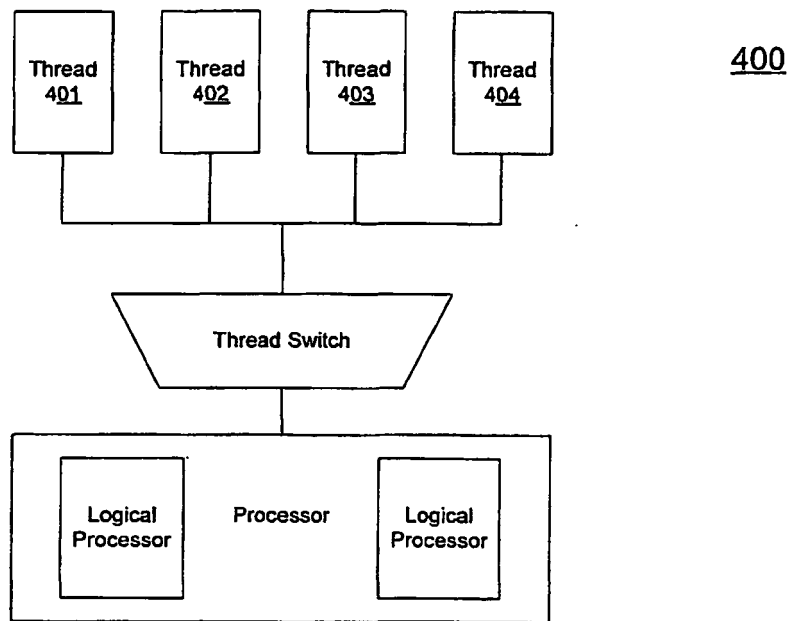 Thread
401
Thread
402
Thread
403
Thread
404
400
Thread Switch
Logical
Processor
Processor
Logical
Processor